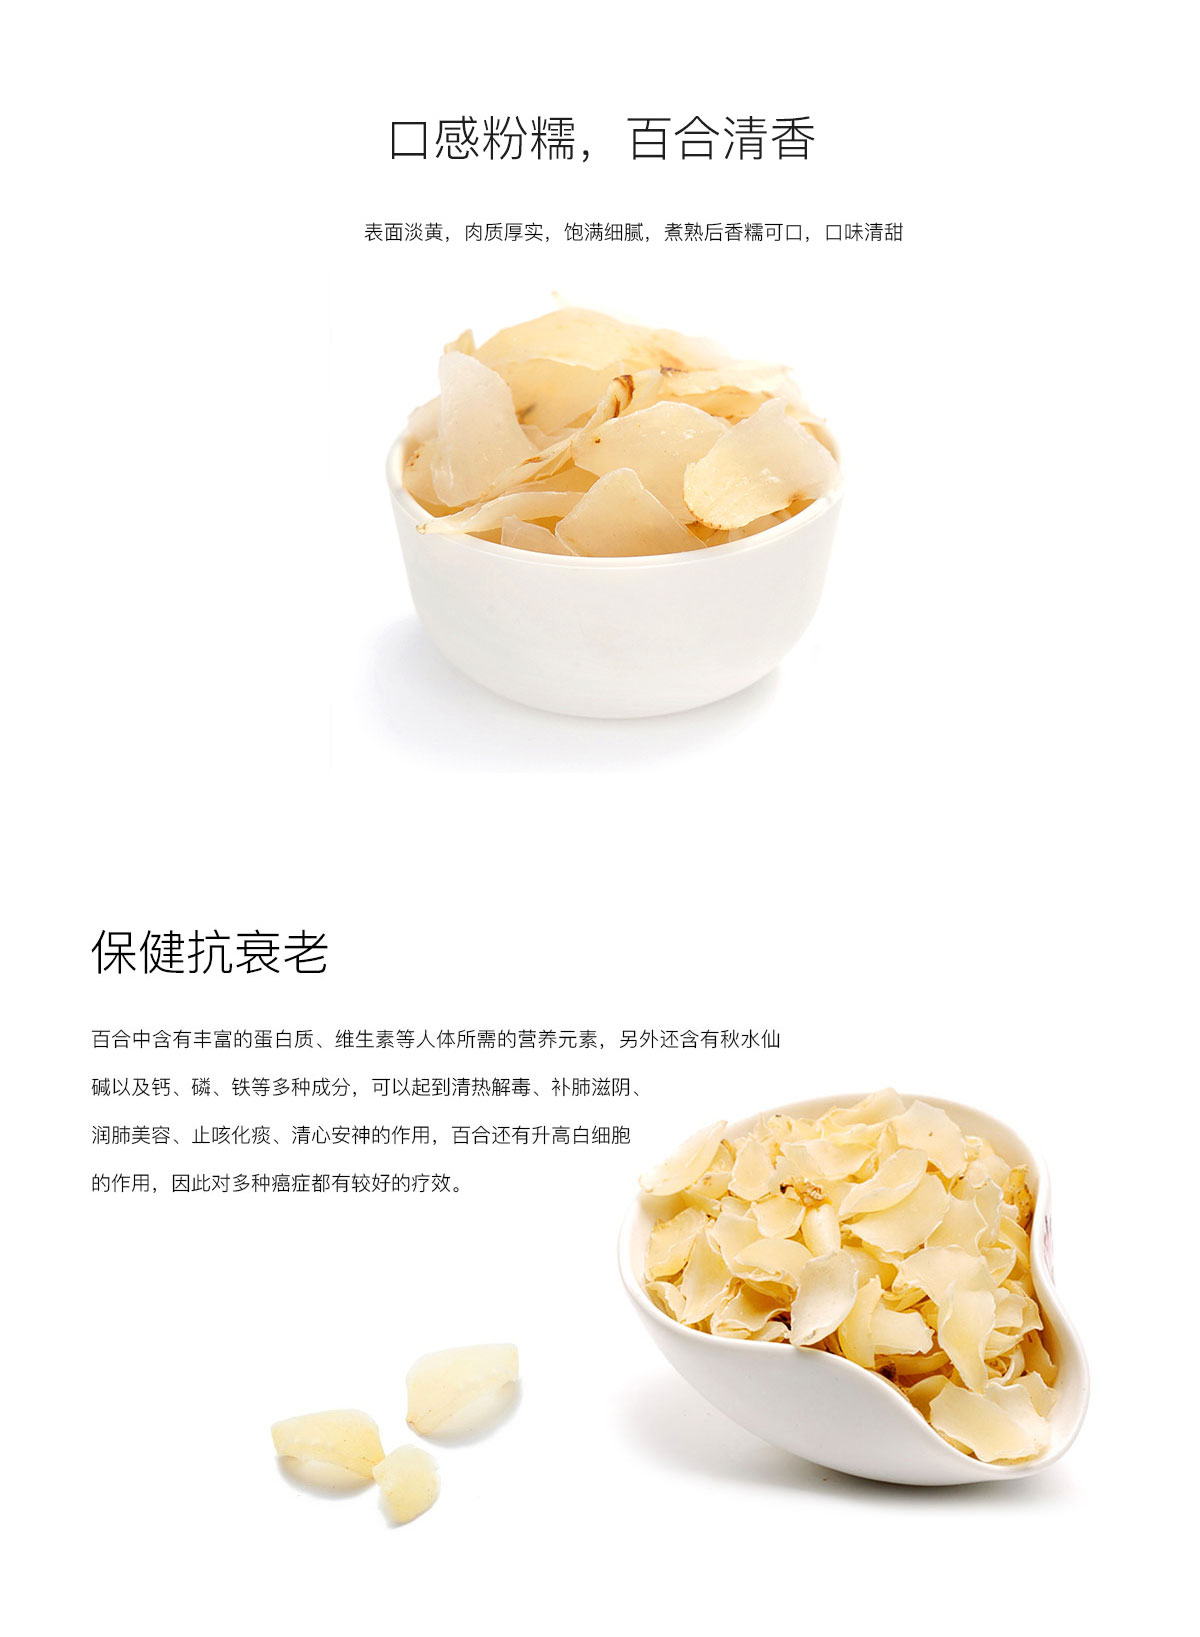 口感粉糯，百合清香
表面淡黄，肉质厚实，饱满细腻，煮熟后香糯可口，口味清甜
保健抗衰老
百合中含有丰富的蛋白质、维生素等人体所需的营养元素，另外还含有秋水仙
碱以及钙、磷、铁等多种成分，可以起到清热解毒、补肺滋阴、
润肺美容、止咳化痰、清心安神的作用，百合还有升高白细胞
的作用，因此对多种癌症都有较好的疗效。